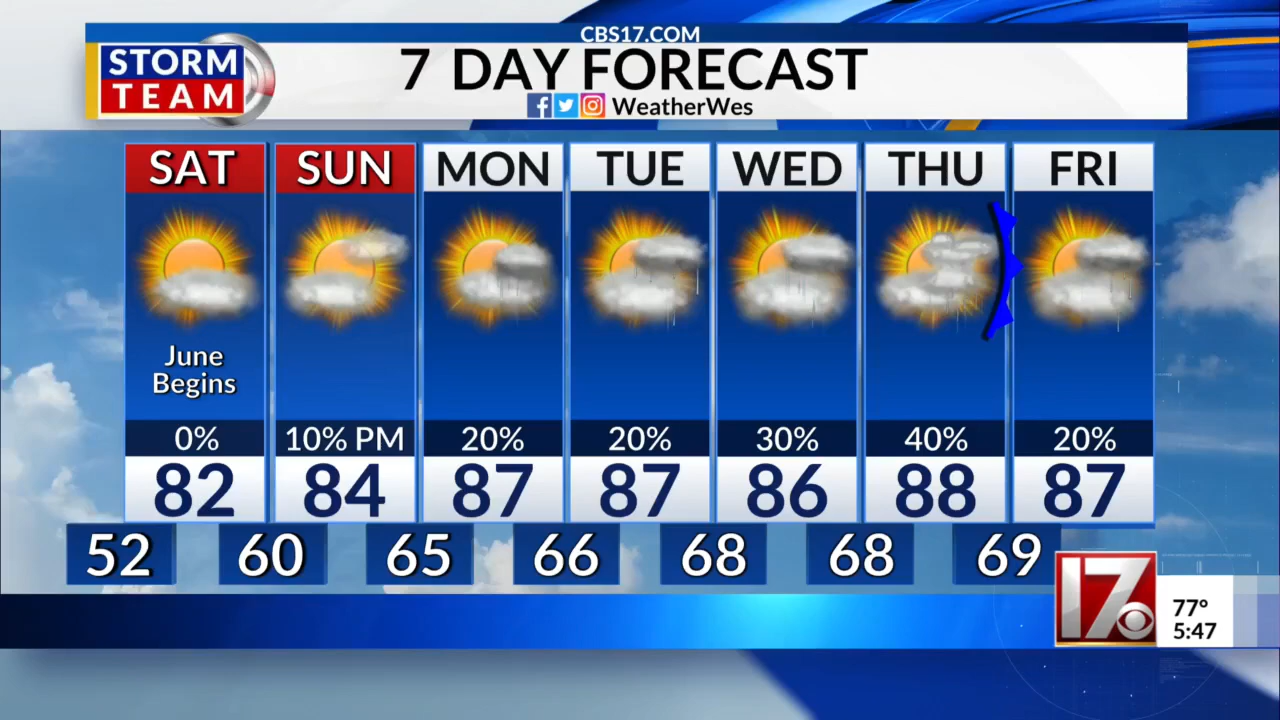 CBS17.COM
STORM
TEAM
7 DAY FORECAST
WeatherWes
SAT SUN MON TUE WED THU FRI
June
Begins
0% 10% PM 20% 20% 30% 40% 20%
82 84 87 87 86 88 87
52 60 65 66 68 68 69
17
77°
5:47